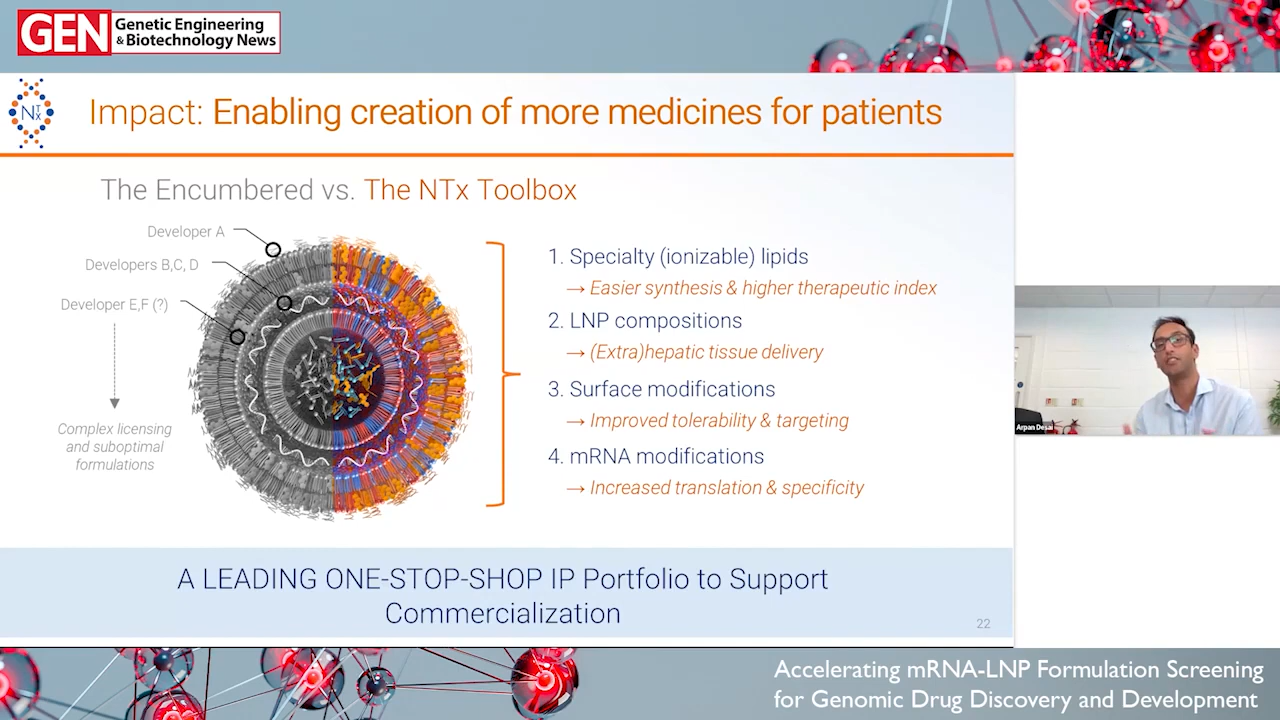 GEN
Genetic Engineering
& Biotechnology News
NTx
Impact: Enabling creation of more medicines for patients
The Encumbered vs. The NTx Toolbox
Developer A
Developers B,C, D
Developer E,F (?)
Complex licensing
and suboptimal
formulations
1. Specialty (ionizable) lipids
→ Easier synthesis & higher therapeutic index
2. LNP compositions
→ (Extra)hepatic tissue delivery
3. Surface modifications
→ Improved tolerability & targeting
4. mRNA modifications
→ Increased translation & specificity
A LEADING ONE-STOP-SHOP IP Portfolio to Support
Commercialization
22
Arpan Desai
Accelerating mRNA-LNP Formulation Screening
for Genomic Drug Discovery and Development